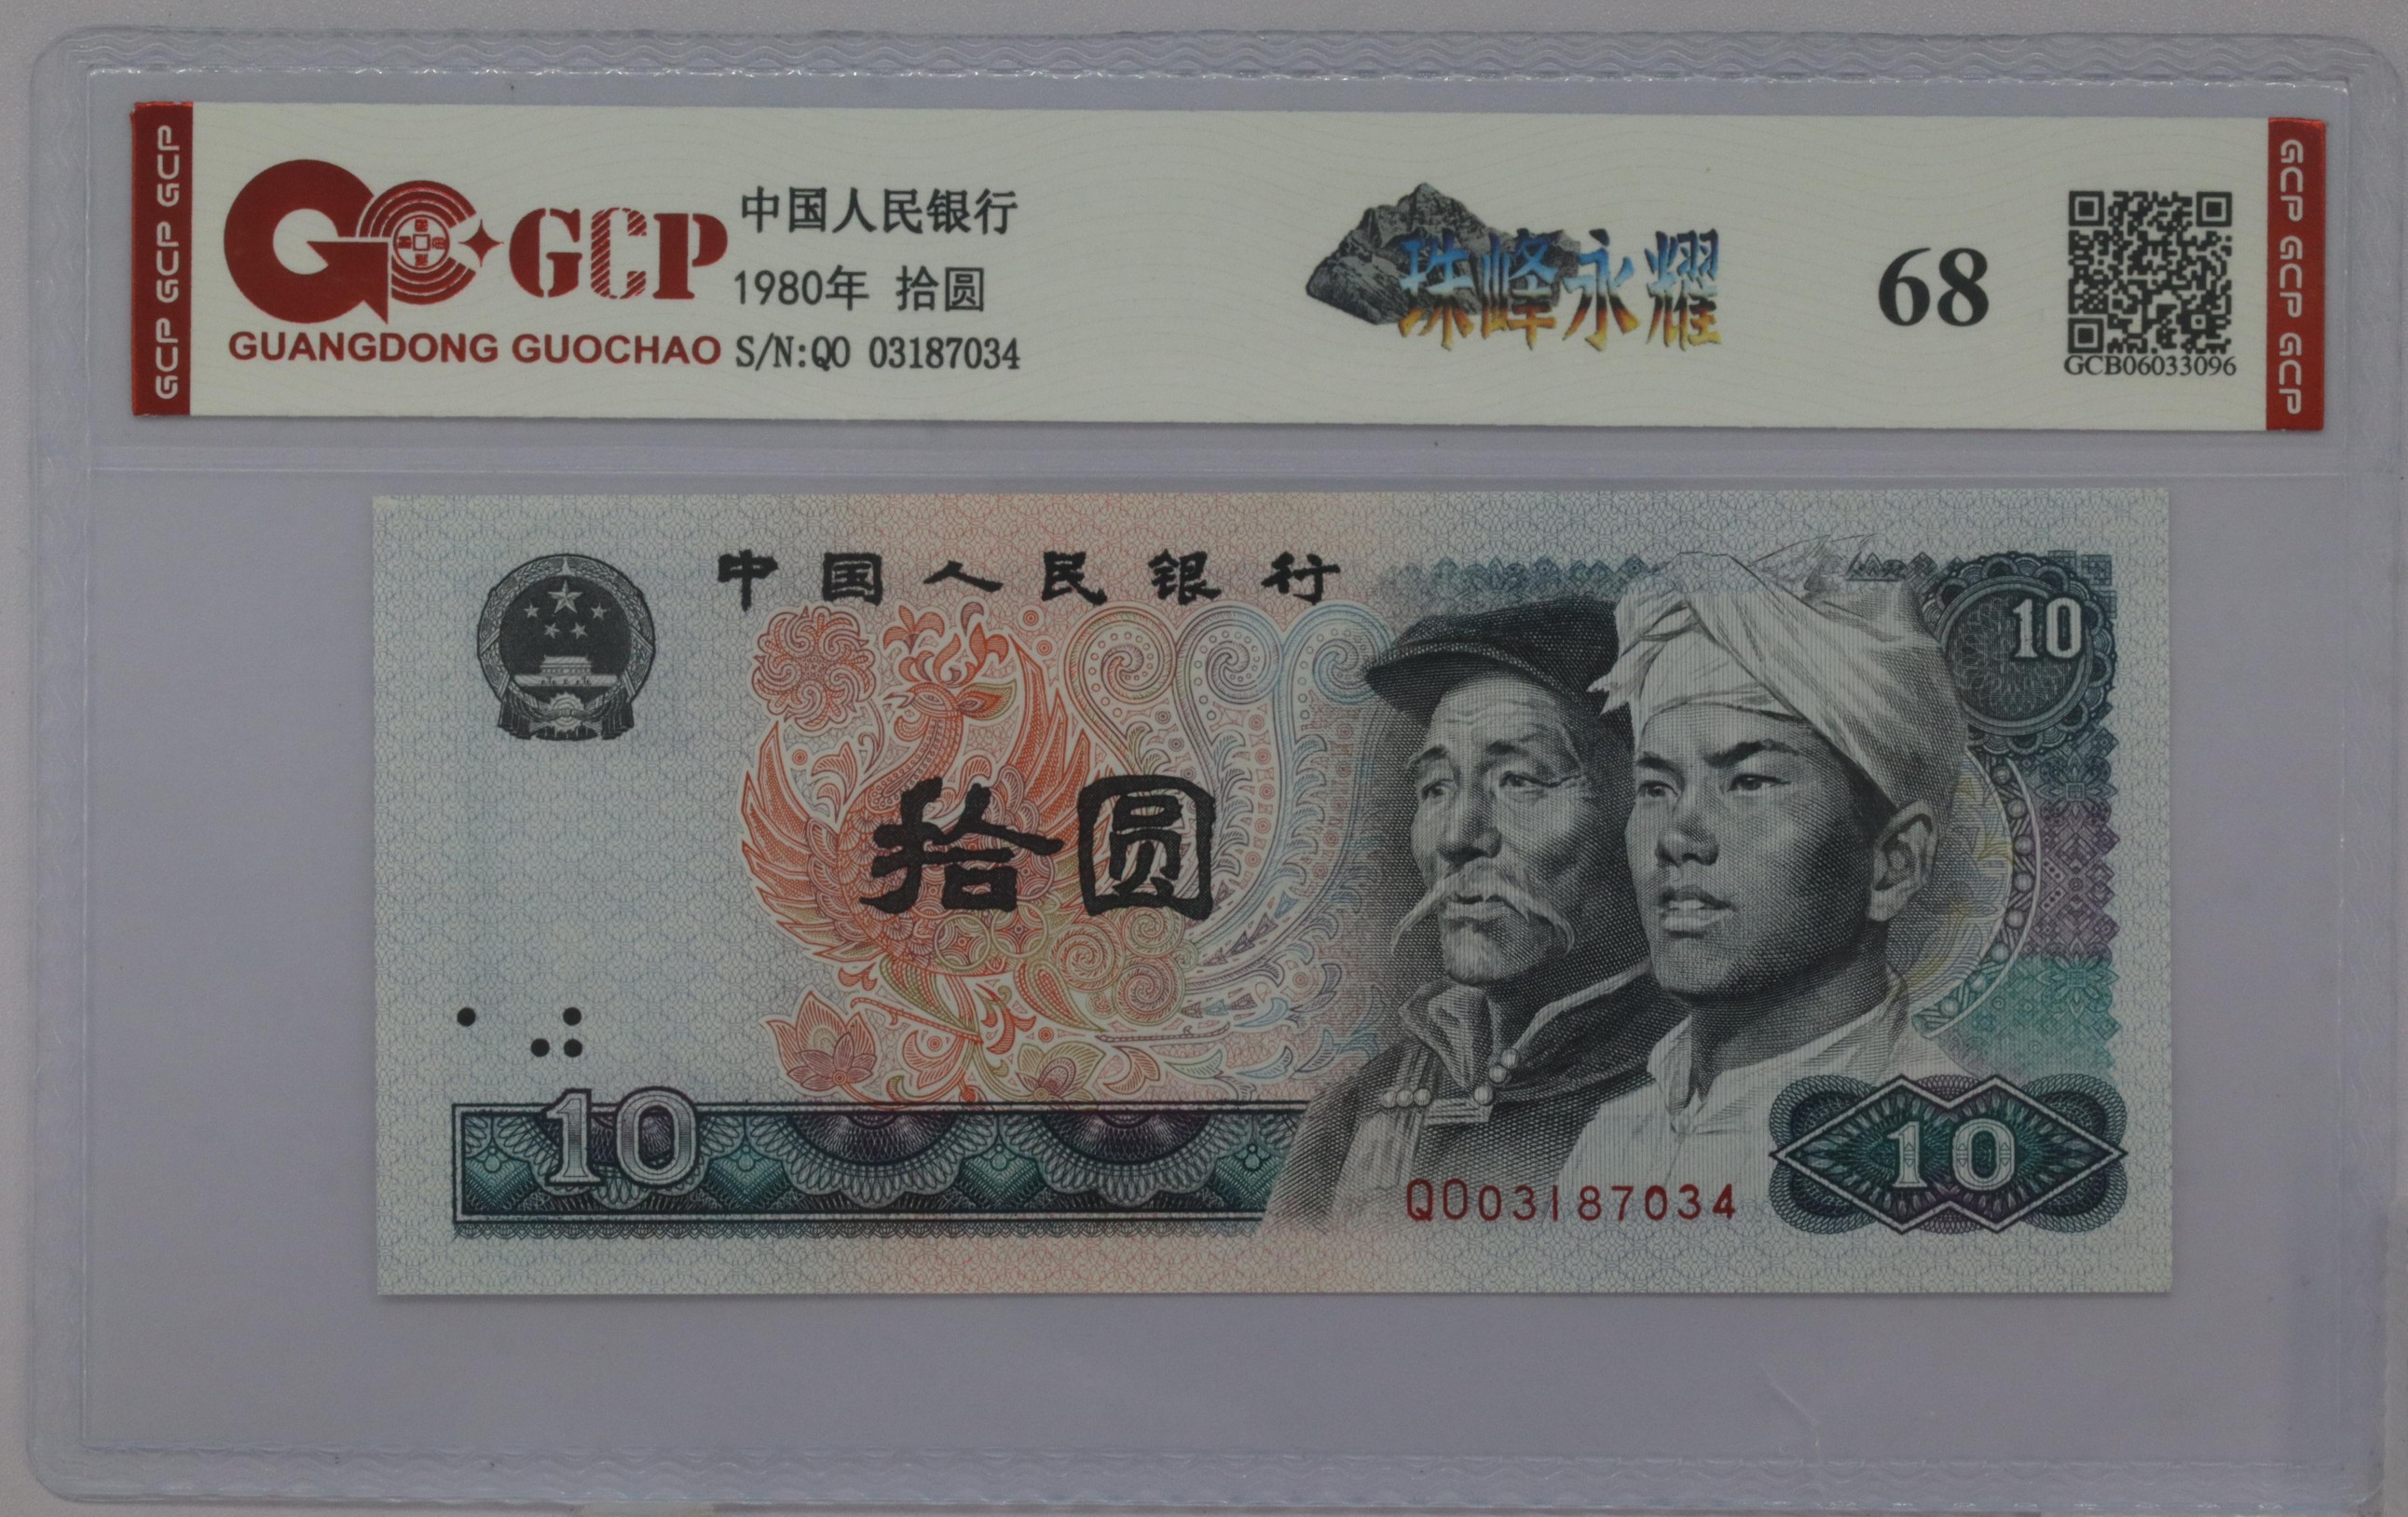 GCP GCP GCP
GCP
GUANGDONG GUOCHAO
中国人民银行
1980年 拾圆
S/N:QO 03187034
珠峰永耀
68
GCB06033096
GCP GCP GCP
中国人民银行
10
拾圆
10
QO03187034
10